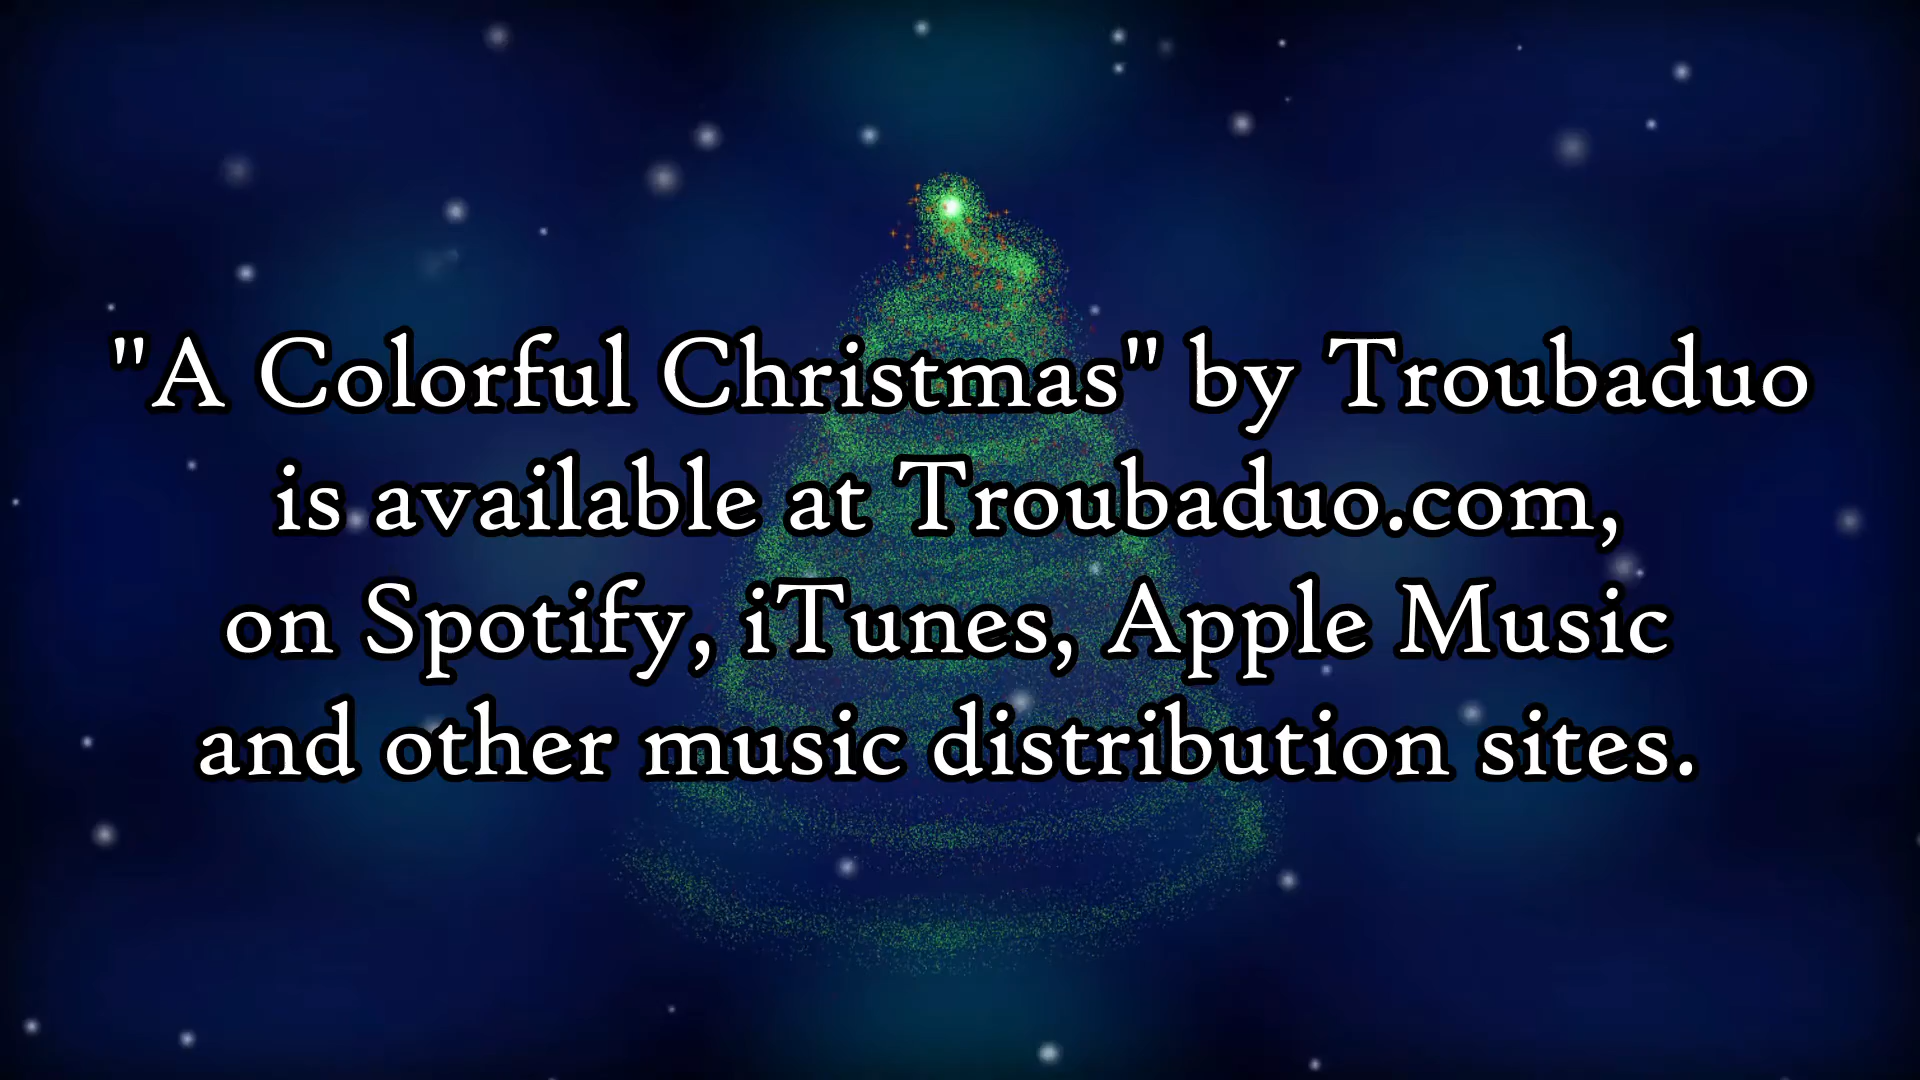 "A Colorful Christmas" by Troubaduo
is available at Troubaduo.com,
on Spotify, iTunes, Apple Music
and other music distribution sites.